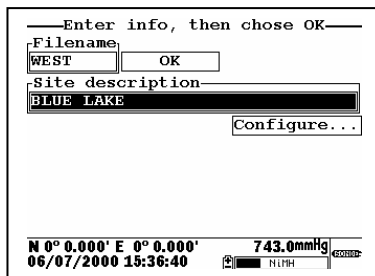 Enter info, then chose OK
Filename
WEST OK
Site description
BLUE LAKE
Configure...
N 0° 0.000' E 0° 0.000' 743.0mmHg SONDE
06/07/2000 15:36:40 NiMH